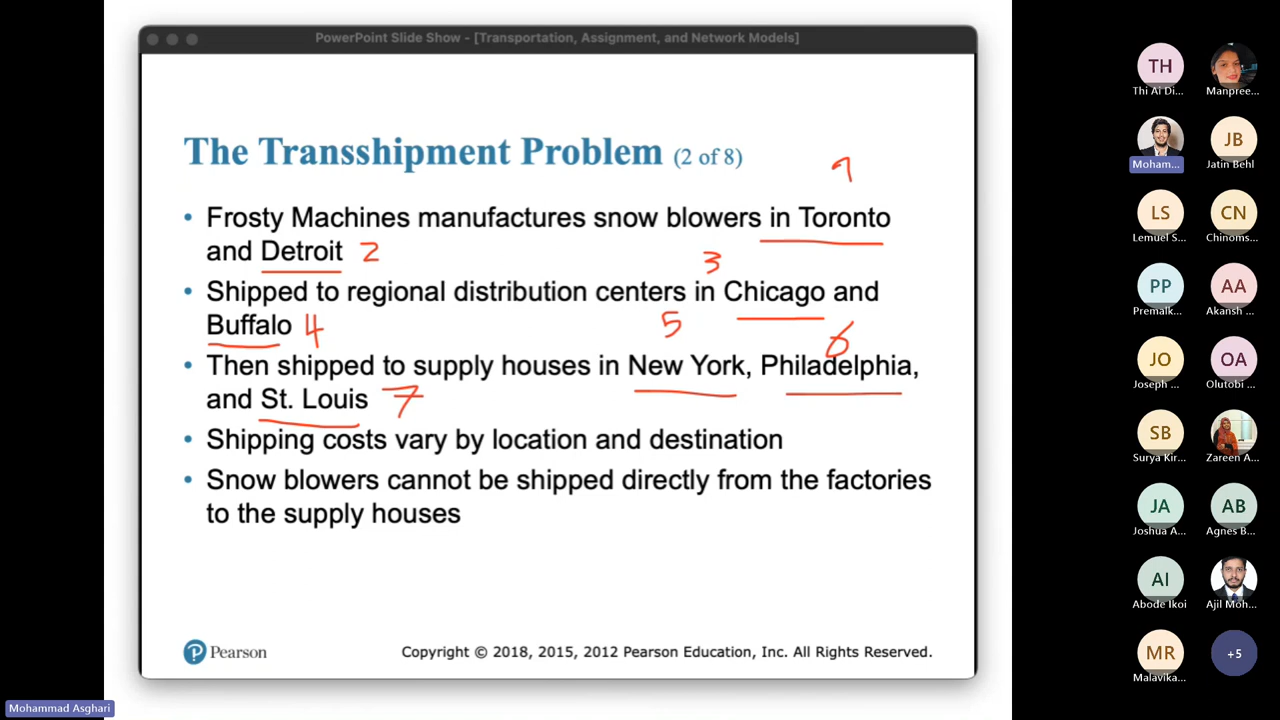 PowerPoint Slide Show - [Transportation, Assignment, and Network Models]
The Transshipment Problem (2 of 8)
1
• Frosty Machines manufactures snow blowers in Toronto
and Detroit 2
3
• Shipped to regional distribution centers in Chicago and
Buffalo 4
5 6
• Then shipped to supply houses in New York, Philadelphia,
and St. Louis 7
• Shipping costs vary by location and destination
• Snow blowers cannot be shipped directly from the factories
to the supply houses
P Pearson
Copyright © 2018, 2015, 2012 Pearson Education, Inc. All Rights Reserved.
Mohammad Asghari
TH
Thi Ai Di...
Manpree...
Moham...
JB
Jatin Behl
LS
Lemuel S...
CN
Chinoms...
PP
Premalk...
AA
Akansh ...
JO
Joseph ...
OA
Olutobi ...
SB
Surya Kir...
Zareen A...
JA
Joshua A...
AB
Agnes B...
AI
Abode Ikoi
Ajil Moh...
MR
Malavika...
+5